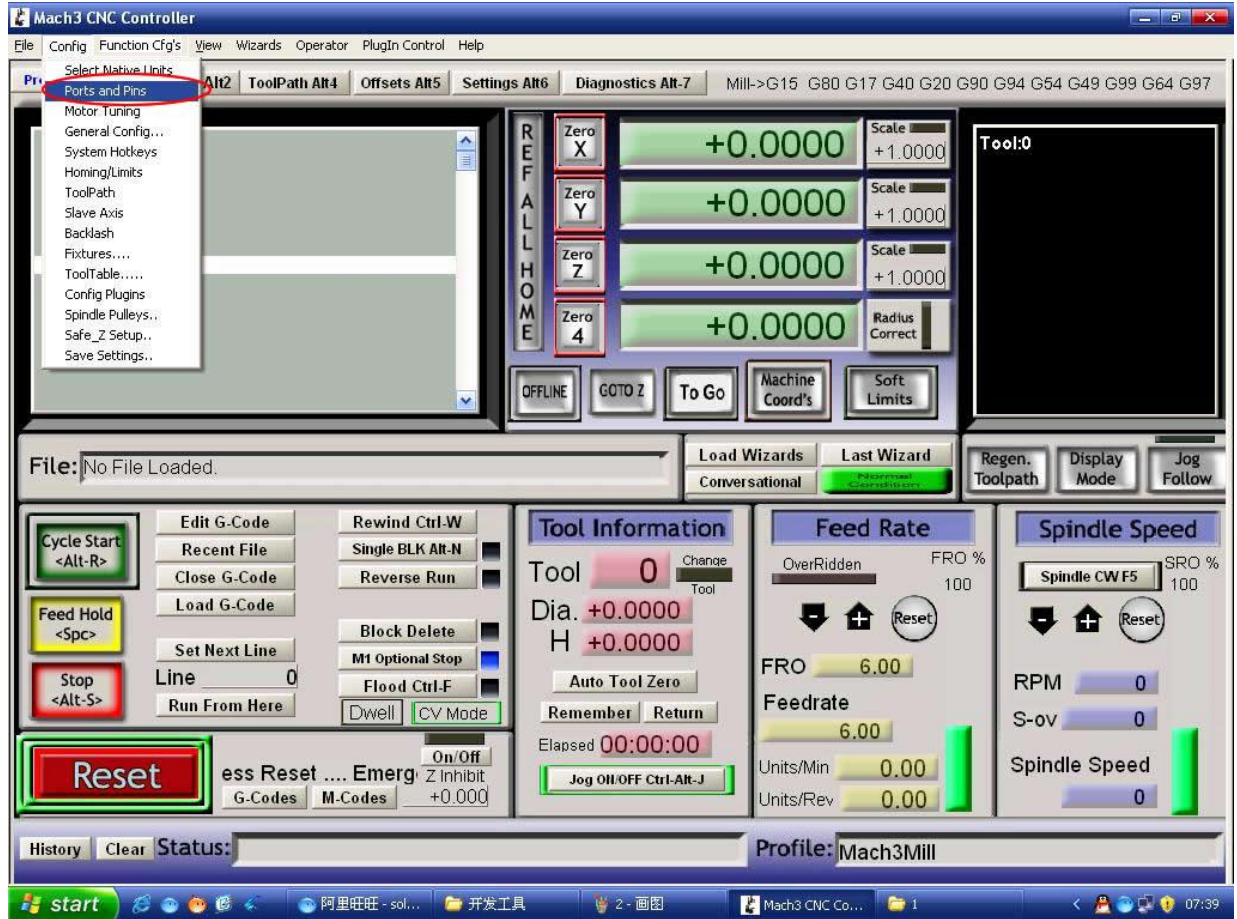 Mach3 CNC Controller
File Config Function Cfg's View Wizards Operator PlugIn Control Help
Select Native Units
Ports and Pins
Motor Tuning
General Config...
System Hotkeys
Homing/Limits
ToolPath
Slave Axis
Backlash
Fixtures....
ToolTable.....
Config Plugins
Spindle Pulleys..
Safe_Z Setup..
Save Settings..
Alt2 ToolPath Alt4 Offsets Alt5 Settings Alt6 Diagnostics Alt-7 Mill->G15 G80 G17 G40 G20 G90 G94 G54 G49 G99 G64 G97
REF ALL HOME
Zero X +0.0000 Scale +1.0000
Zero Y +0.0000 Scale +1.0000
Zero Z +0.0000 Scale +1.0000
Zero 4 +0.0000 Radius Correct
OFFLINE GOTO Z To Go Machine Coord's Soft Limits
Tool:0
File: No File Loaded.
Load Wizards Last Wizard
Conversational Normal Condition
Regen. Toolpath Display Mode Jog Follow
Cycle Start <Alt-R>
Feed Hold <Spc>
Stop <Alt-S>
Edit G-Code
Recent File
Close G-Code
Load G-Code
Set Next Line
Line 0
Run From Here
Rewind Ctrl-W
Single BLK Alt-N
Reverse Run
Block Delete
M1 Optional Stop
Flood Ctrl-F
Dwell CV Mode
Reset
ess Reset .... Emerg
G-Codes M-Codes
On/Off
Z Inhibit
+0.000
Tool Information
Tool 0 Change Tool
Dia. +0.0000
H +0.0000
Auto Tool Zero
Remember Return
Elapsed 00:00:00
Jog ON/OFF Ctrl-Alt-J
Feed Rate
OverRidden FRO %
100
Reset
FRO 6.00
Feedrate
6.00
Units/Min 0.00
Units/Rev 0.00
Spindle Speed
Spindle CW F5 SRO %
100
Reset
RPM 0
S-ov 0
Spindle Speed
0
History Clear Status:
Profile: Mach3Mill
start 阿里旺旺 - sol... 开发工具 2 - 画图 Mach3 CNC Co... 1 07:39